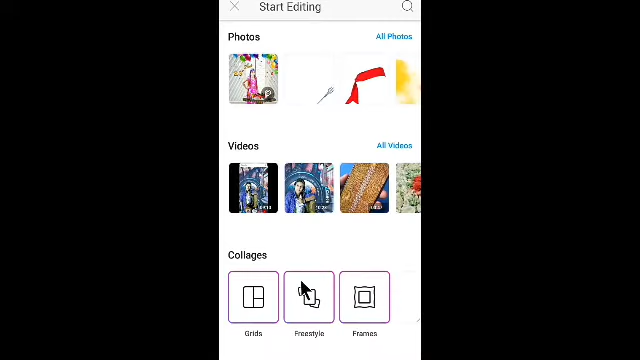 Start Editing
Photos All Photos
Videos All Videos
Collages
Grids Freestyle Frames